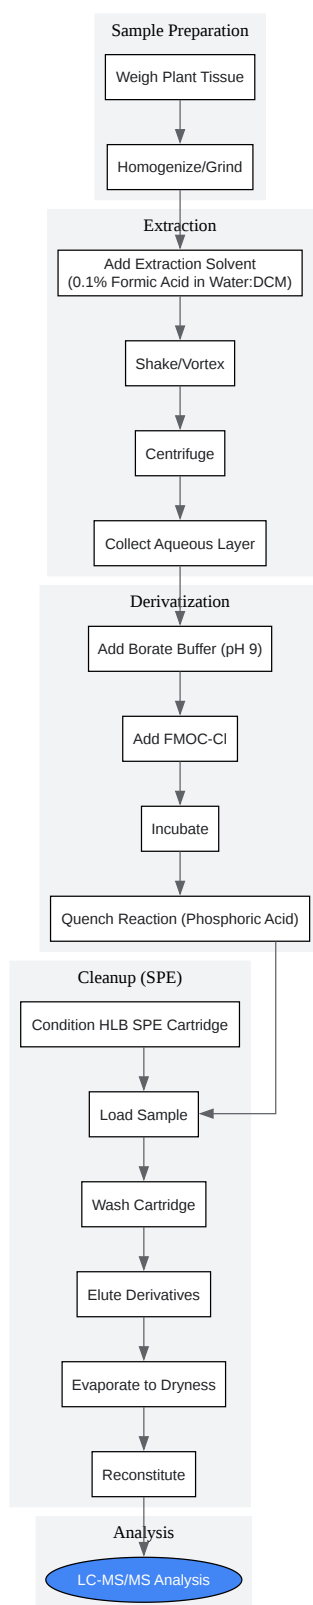 Sample Preparation
Weigh Plant Tissue
Homogenize/Grind
Extraction
Add Extraction Solvent
(0.1% Formic Acid in Water:DCM)
Shake/Vortex
Centrifuge
Collect Aqueous Layer
Derivatization
Add Borate Buffer (pH 9)
Add FMOC-Cl
Incubate
Quench Reaction (Phosphoric Acid)
Cleanup (SPE)
Condition HLB SPE Cartridge
Load Sample
Wash Cartridge
Elute Derivatives
Evaporate to Dryness
Reconstitute
Analysis
LC-MS/MS Analysis